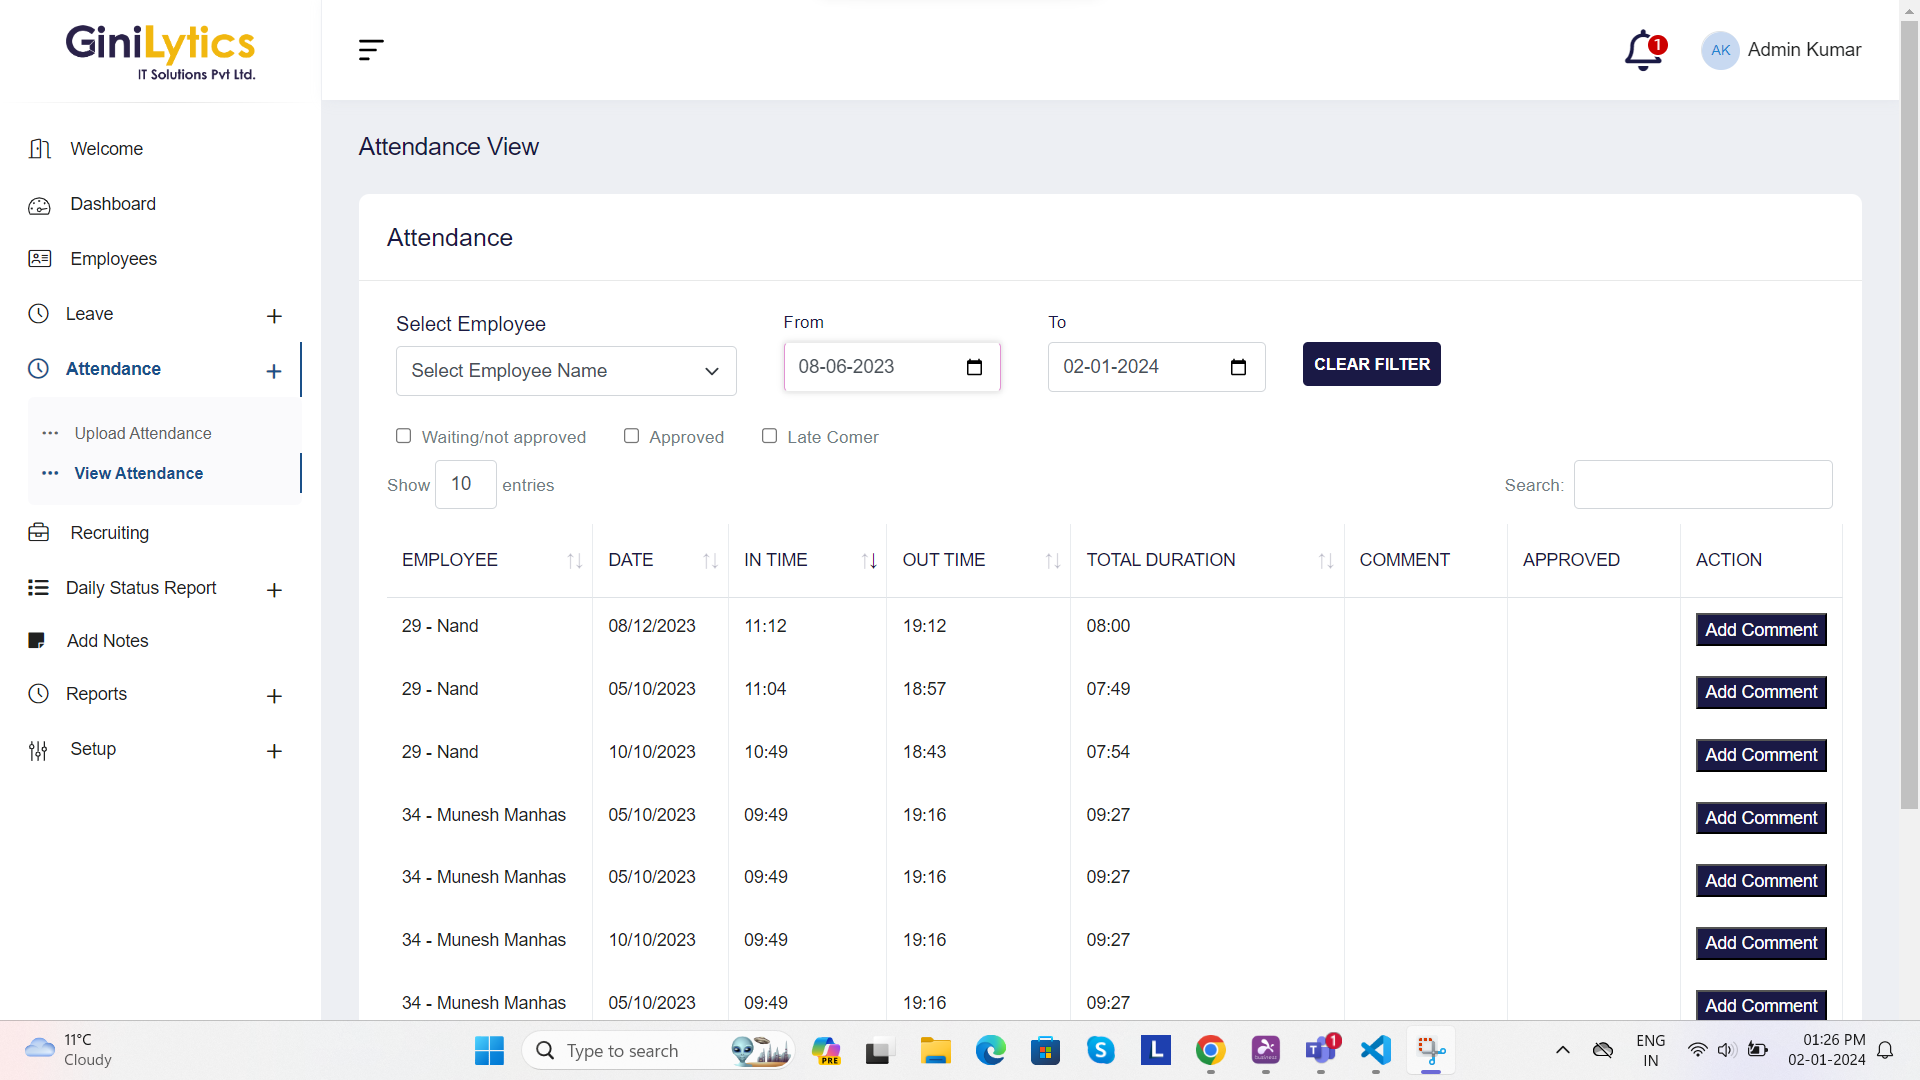 GiniLytics
IT Solutions Pvt Ltd.
1
AK Admin Kumar
Welcome
Dashboard
Employees
Leave +
Attendance +
Upload Attendance
View Attendance
Recruiting
Daily Status Report +
Add Notes
Reports +
Setup +
Attendance View
Attendance
Select Employee From To
Select Employee Name 08-06-2023 02-01-2024 CLEAR FILTER
Waiting/not approved Approved Late Comer
Show 10 entries Search:
EMPLOYEE DATE IN TIME OUT TIME TOTAL DURATION COMMENT APPROVED ACTION
29 - Nand 08/12/2023 11:12 19:12 08:00 Add Comment
29 - Nand 05/10/2023 11:04 18:57 07:49 Add Comment
29 - Nand 10/10/2023 10:49 18:43 07:54 Add Comment
34 - Munesh Manhas 05/10/2023 09:49 19:16 09:27 Add Comment
34 - Munesh Manhas 05/10/2023 09:49 19:16 09:27 Add Comment
34 - Munesh Manhas 10/10/2023 09:49 19:16 09:27 Add Comment
34 - Munesh Manhas 05/10/2023 09:49 19:16 09:27 Add Comment
11°C
Cloudy
Type to search
PRE
L
1
ENG
IN
01:26 PM
02-01-2024